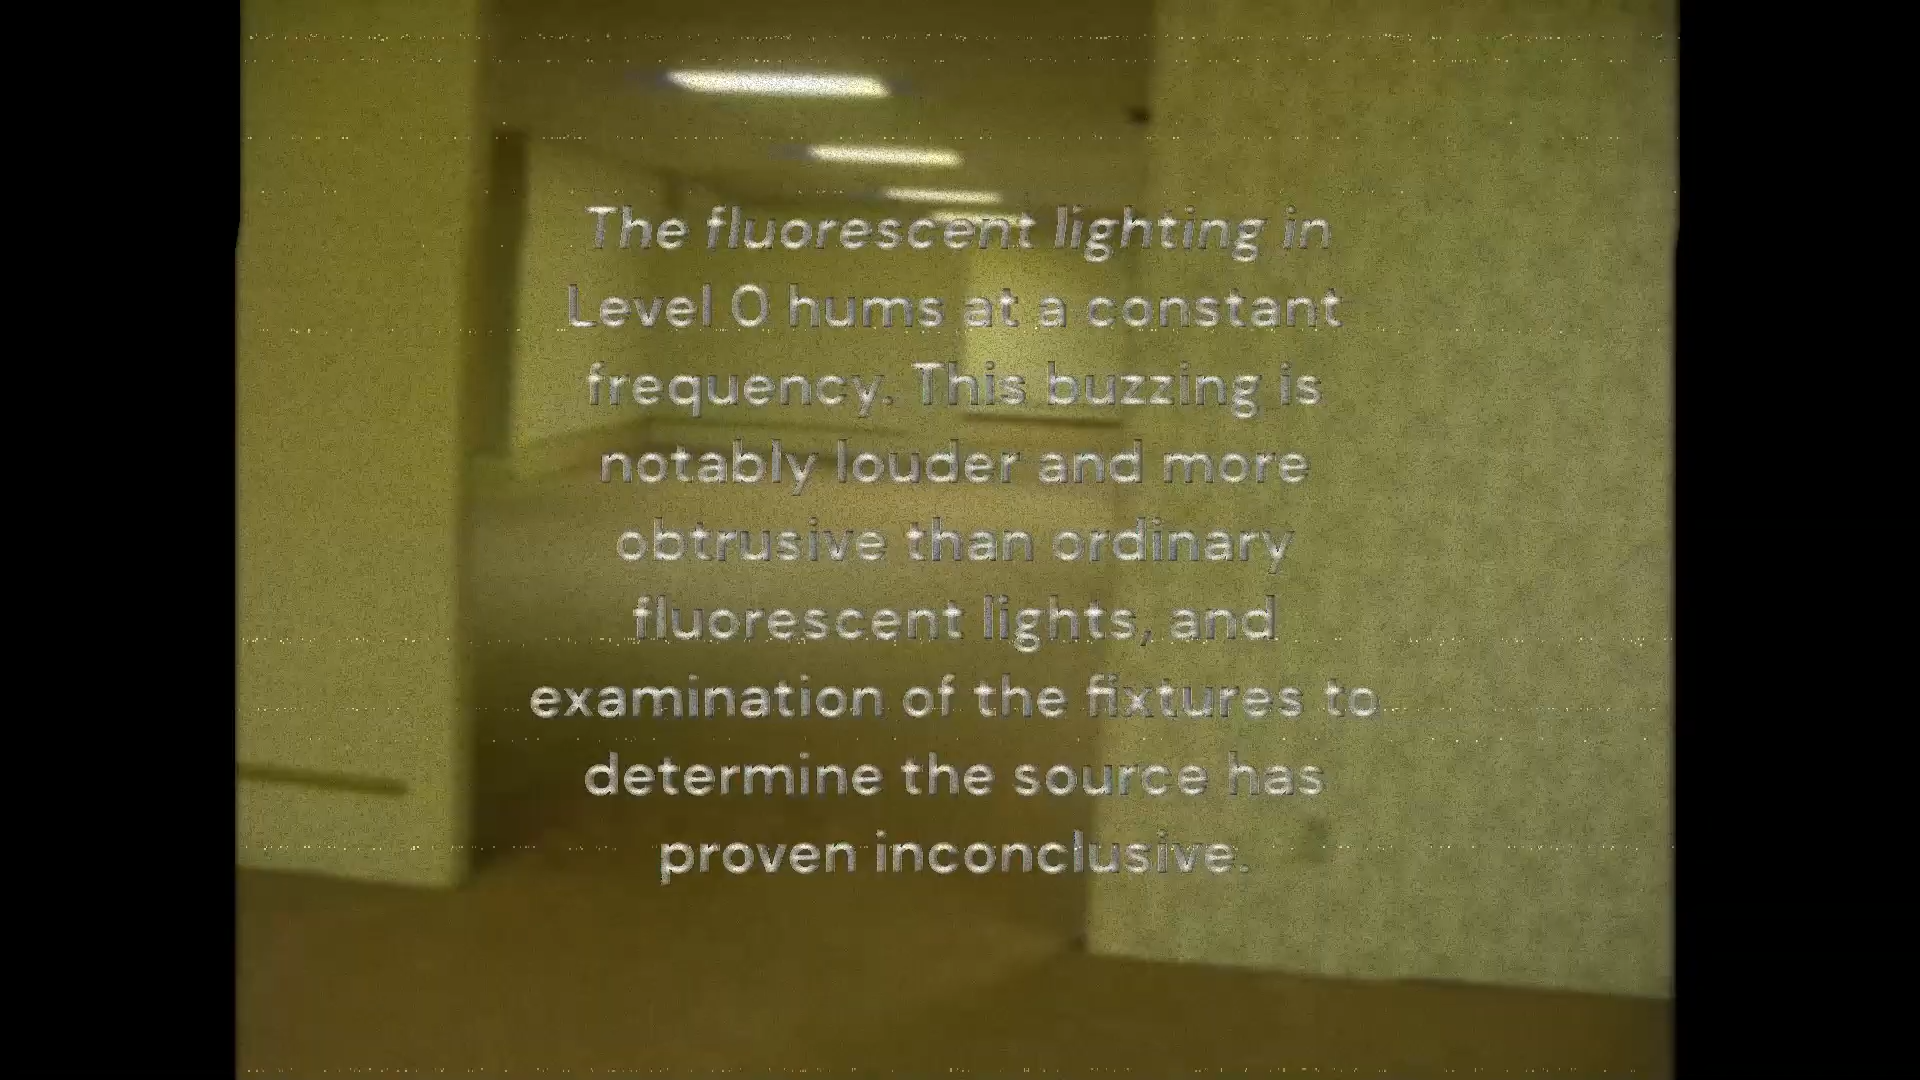 The fluorescent lighting in
Level 0 hums at a constant
frequency. This buzzing is
notably louder and more
obtrusive than ordinary
fluorescent lights, and
examination of the fixtures to
determine the source has
proven inconclusive.